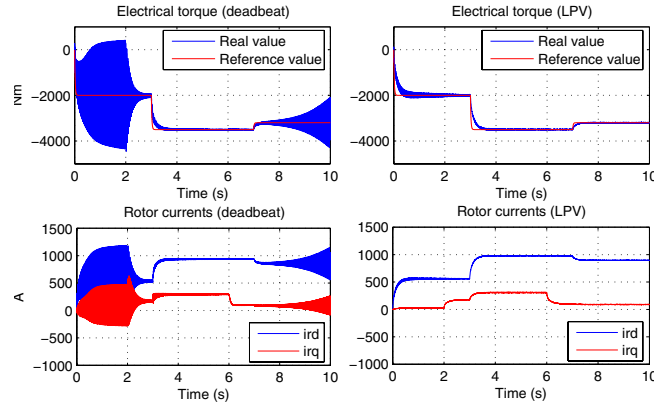 Electrical torque (deadbeat)
0
−2000
−4000
Nm
Real value
Reference value
0 2 4 6 8 10
Time (s)
Electrical torque (LPV)
0
−2000
−4000
Real value
Reference value
0 2 4 6 8 10
Time (s)
Rotor currents (deadbeat)
1500
1000
500
0
−500
−1000
A
ird
irq
0 2 4 6 8 10
Time (s)
Rotor currents (LPV)
1500
1000
500
0
−500
−1000
ird
irq
0 2 4 6 8 10
Time (s)